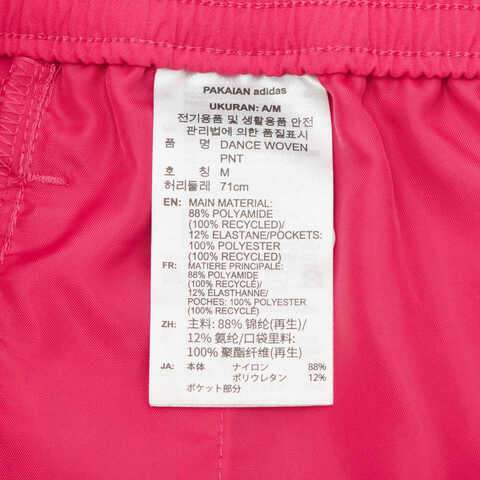 PAKAIAN adidas
UKURAN: A/M
전기용품 및 생활용품 안전
관리법에 의한 품질표시
품 명 DANCE WOVEN
PNT
호 칭 M
허리둘레 71cm
EN: MAIN MATERIAL:
88% POLYAMIDE
(100% RECYCLED)/
12% ELASTANE/POCKETS:
100% POLYESTER
(100% RECYCLED)
FR: MATIERE PRINCIPALE:
88% POLYAMIDE
(100% RECYCLÉ)
/12% ÉLASTHANNE/
POCHES: 100% POLYESTER
(100% RECYCLÉ)
ZH: 主料: 88% 锦纶(再生)/
12% 氨纶/口袋里料:
100% 聚酯纤维(再生)
JA: 本体 ナイロン 88%
ポリウレタン 12%
ポケット部分